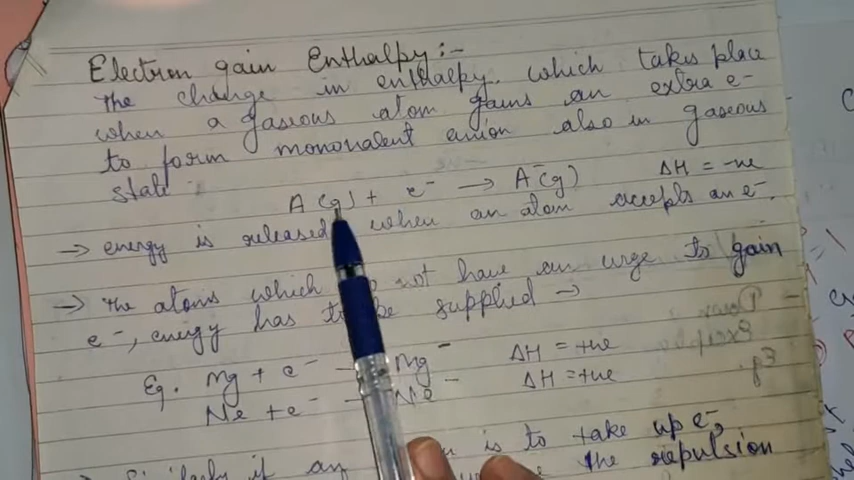 Electron gain Enthalpy:-
The change in enthalpy. which takes place
when a gaseous atom gains an extra e-
to form monovalent anion also in gaseous
state
A (g) + e⁻ → A⁻(g) ΔH = -ve
→ energy is released when an atom accepts an e⁻.
→ The atoms which not have an urge to gain
e⁻, energy has to be supplied →
Eg. Mg + e⁻ → Mg⁻ ΔH = +ve
Ne + e⁻ Ne⁻ ΔH = +ve
if an is to take up e⁻,
the repulsion